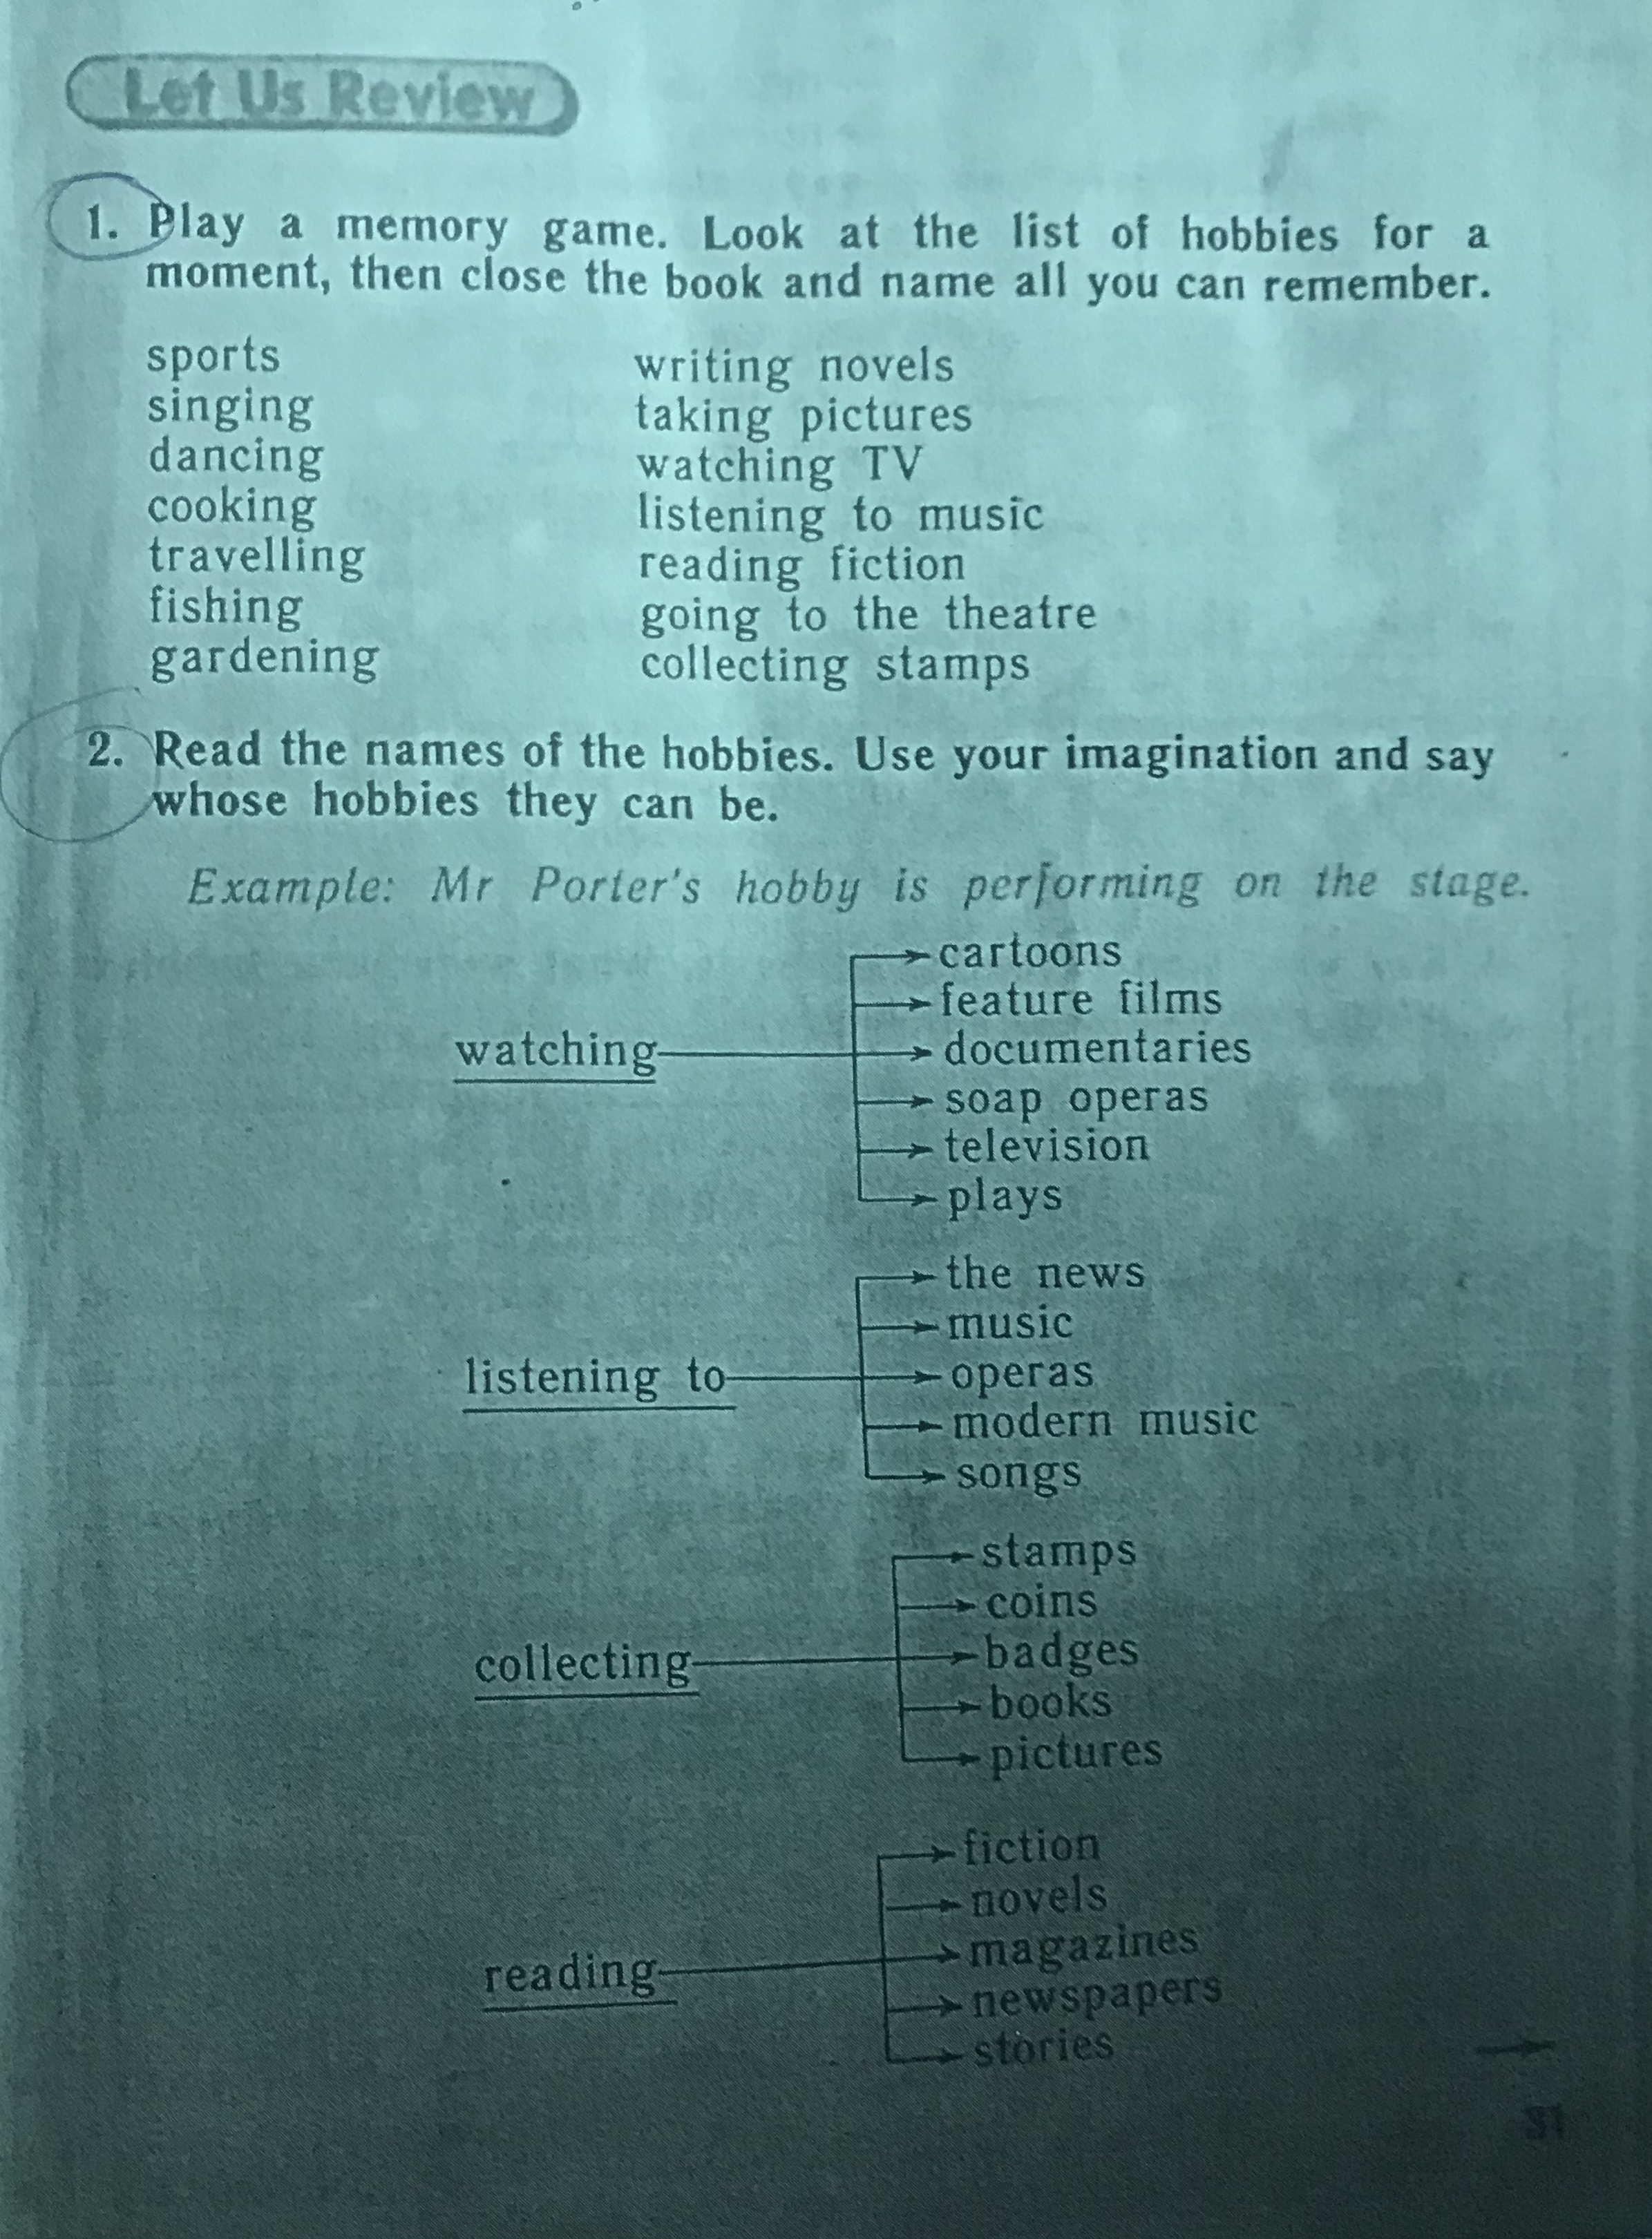 Let Us Review
1. Play a memory game. Look at the list of hobbies for a
moment, then close the book and name all you can remember.
sports
singing
dancing
cooking
travelling
fishing
gardening
writing novels
taking pictures
watching TV
listening to music
reading fiction
going to the theatre
collecting stamps
2. Read the names of the hobbies. Use your imagination and say
whose hobbies they can be.
Example: Mr Porter's hobby is performing on the stage.
watching
cartoons
feature films
documentaries
soap operas
television
plays
listening to
the news
music
operas
modern music
songs
collecting
stamps
coins
badges
books
pictures
reading
fiction
novels
magazines
newspapers
stories